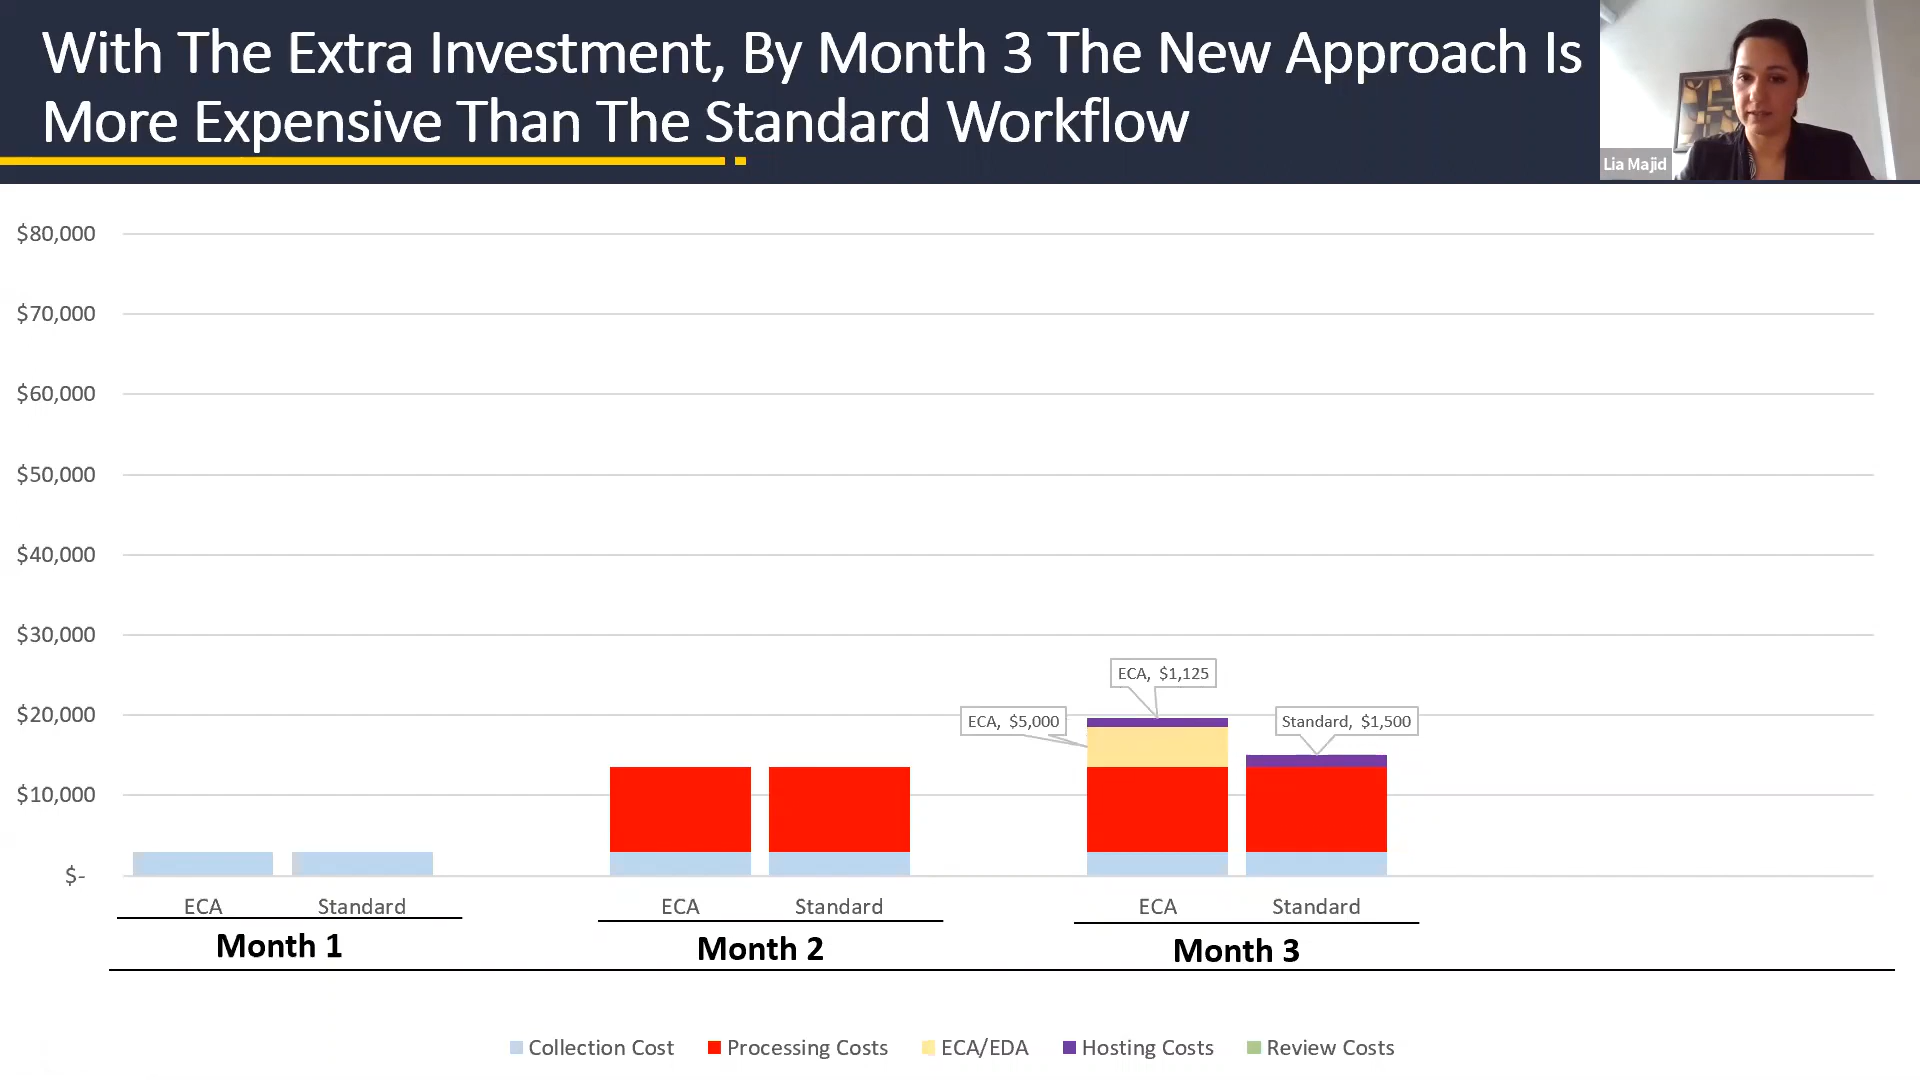 With The Extra Investment, By Month 3 The New Approach Is
More Expensive Than The Standard Workflow
Lia Majid
$80,000
$70,000
$60,000
$50,000
$40,000
$30,000
$20,000
$10,000
$-
ECA, $1,125
ECA, $5,000
Standard, $1,500
ECA Standard ECA Standard ECA Standard
Month 1 Month 2 Month 3
Collection Cost Processing Costs ECA/EDA Hosting Costs Review Costs